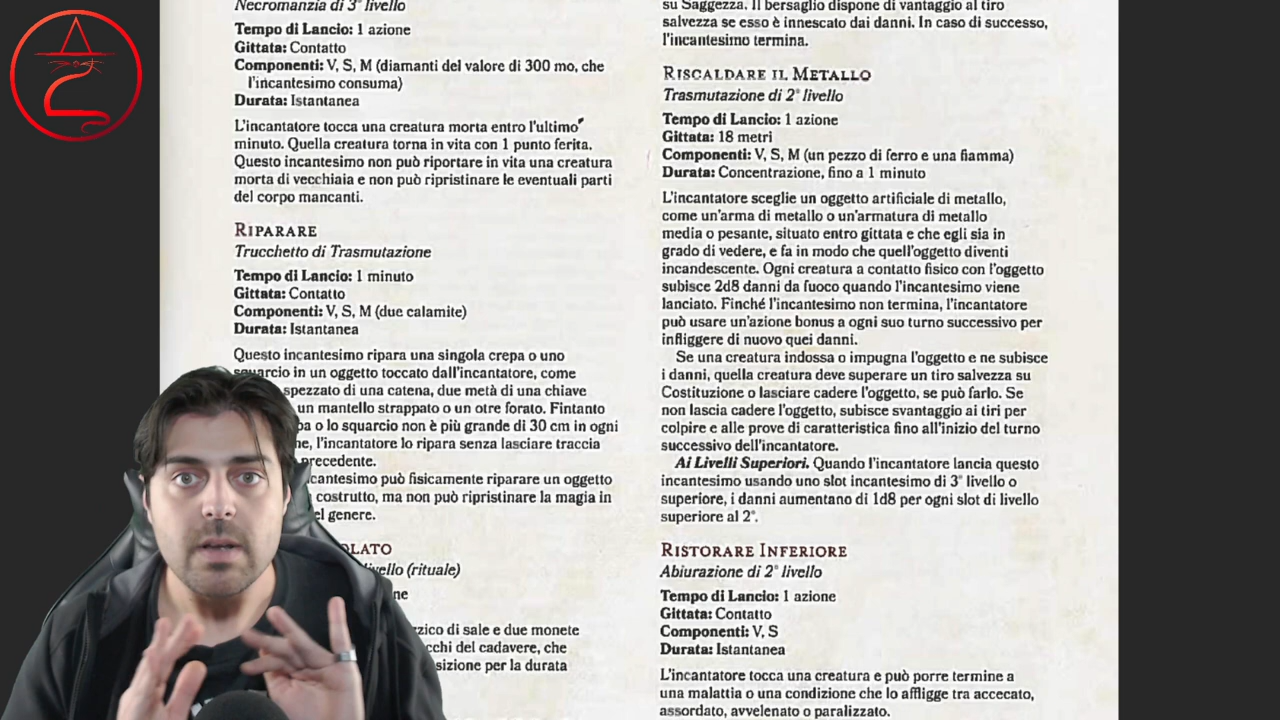 Necromanzia di 3° livello
Tempo di Lancio: 1 azione
Gittata: Contatto
Componenti: V, S, M (diamanti del valore di 300 mo, che
l'incantesimo consuma)
Durata: Istantanea
L'incantatore tocca una creatura morta entro l'ultimo
minuto. Quella creatura torna in vita con 1 punto ferita.
Questo incantesimo non può riportare in vita una creatura
morta di vecchiaia e non può ripristinare le eventuali parti
del corpo mancanti.
RIPARARE
Trucchetto di Trasmutazione
Tempo di Lancio: 1 minuto
Gittata: Contatto
Componenti: V, S, M (due calamite)
Durata: Istantanea
Questo incantesimo ripara una singola crepa o uno
squarcio in un oggetto toccato dall'incantatore, come
spezzato di una catena, due metà di una chiave
un mantello strappato o un otre forato. Fintanto
o lo squarcio non è più grande di 30 cm in ogni
l'incantatore lo ripara senza lasciare traccia
precedente.
può fisicamente riparare un oggetto
costrutto, ma non può ripristinare la magia in
genere.
(rituale)
di sale e due monete
del cadavere, che
per la durata
su Saggezza. Il bersaglio dispone di vantaggio al tiro
salvezza se esso è innescato dai danni. In caso di successo,
l'incantesimo termina.
RISCALDARE IL METALLO
Trasmutazione di 2° livello
Tempo di Lancio: 1 azione
Gittata: 18 metri
Componenti: V, S, M (un pezzo di ferro e una fiamma)
Durata: Concentrazione, fino a 1 minuto
L'incantatore sceglie un oggetto artificiale di metallo,
come un'arma di metallo o un'armatura di metallo
media o pesante, situato entro gittata e che egli sia in
grado di vedere, e fa in modo che quell'oggetto diventi
incandescente. Ogni creatura a contatto fisico con l'oggetto
subisce 2d8 danni da fuoco quando l'incantesimo viene
lanciato. Finché l'incantesimo non termina, l'incantatore
può usare un'azione bonus a ogni suo turno successivo per
infliggere di nuovo quei danni.
Se una creatura indossa o impugna l'oggetto e ne subisce
i danni, quella creatura deve superare un tiro salvezza su
Costituzione o lasciare cadere l'oggetto, se può farlo. Se
non lascia cadere l'oggetto, subisce svantaggio ai tiri per
colpire e alle prove di caratteristica fino all'inizio del turno
successivo dell'incantatore.
Ai Livelli Superiori. Quando l'incantatore lancia questo
incantesimo usando uno slot incantesimo di 3° livello o
superiore, i danni aumentano di 1d8 per ogni slot di livello
superiore al 2°.
RISTORARE INFERIORE
Abiurazione di 2° livello
Tempo di Lancio: 1 azione
Gittata: Contatto
Componenti: V, S
Durata: Istantanea
L'incantatore tocca una creatura e può porre termine a
una malattia o una condizione che lo affligge tra accecato,
assordato, avvelenato o paralizzato.